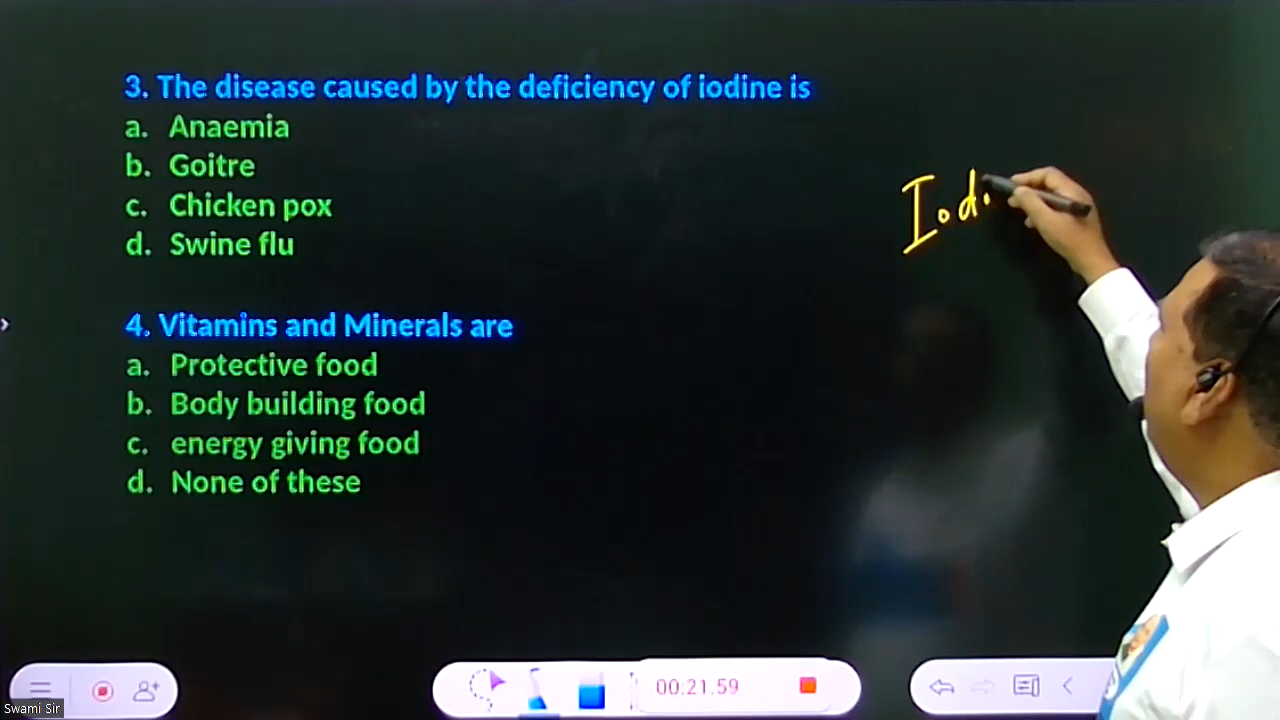 3. The disease caused by the deficiency of iodine is
a. Anaemia
b. Goitre
c. Chicken pox
d. Swine flu
Iodi
4. Vitamins and Minerals are
a. Protective food
b. Body building food
c. energy giving food
d. None of these
00:21.59
Swami Sir